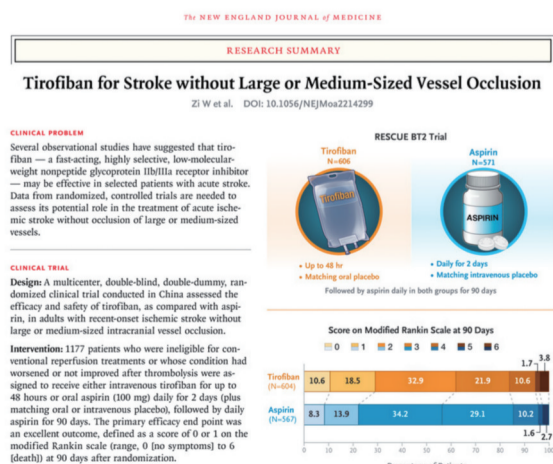 The NEW ENGLAND JOURNAL of MEDICINE
RESEARCH SUMMARY
Tirofiban for Stroke without Large or Medium-Sized Vessel Occlusion
Zi W et al. DOI: 10.1056/NEJMoa2214299
CLINICAL PROBLEM
Several observational studies have suggested that tiro-
fiban — a fast-acting, highly selective, low-molecular-
weight nonpeptide glycoprotein IIb/IIIa receptor inhibitor
— may be effective in selected patients with acute stroke.
Data from randomized, controlled trials are needed to
assess its potential role in the treatment of acute ische-
mic stroke without occlusion of large or medium-sized
vessels.
CLINICAL TRIAL
Design: A multicenter, double-blind, double-dummy, ran-
domized clinical trial conducted in China assessed the
efficacy and safety of tirofiban, as compared with aspi-
rin, in adults with recent-onset ischemic stroke without
large or medium-sized intracranial vessel occlusion.
Intervention: 1177 patients who were ineligible for con-
ventional reperfusion treatments or whose condition had
worsened or not improved after thrombolysis were as-
signed to receive either intravenous tirofiban for up to
48 hours or oral aspirin (100 mg) daily for 2 days (plus
matching oral or intravenous placebo), followed by daily
aspirin for 90 days. The primary efficacy end point was
an excellent outcome, defined as a score of 0 or 1 on the
modified Rankin scale (range, 0 [no symptoms] to 6
[death]) at 90 days after randomization.
RESCUE BT2 Trial
Tirofiban
N=606
Aspirin
N=571
Tirofiban
ASPIRIN
• Up to 48 hr
• Matching oral placebo
• Daily for 2 days
• Matching intravenous placebo
Followed by aspirin daily in both groups for 90 days
Score on Modified Rankin Scale at 90 Days
0 1 2 3 4 5 6
1.7 3.8
Tirofiban
(N=604)
10.6 18.5 32.9 21.9 10.6
Aspirin
(N=567)
8.3 13.9 34.2 29.1 10.2
1.6 2.7
0 10 20 30 40 50 60 70 80 90 100